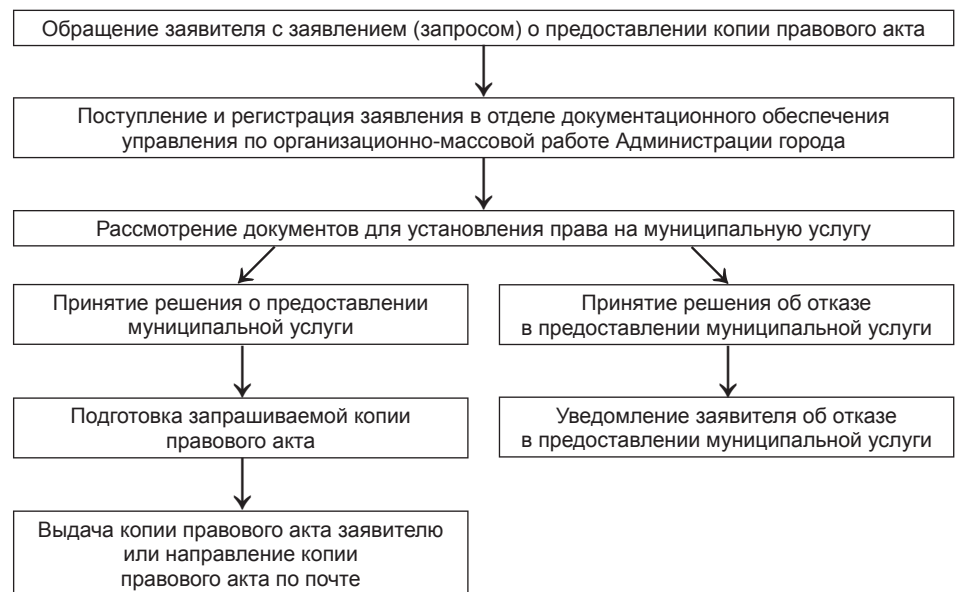 Обращение заявителя с заявлением (запросом) о предоставлении копии правового акта
Поступление и регистрация заявления в отделе документационного обеспечения
управления по организационно-массовой работе Администрации города
Рассмотрение документов для установления права на муниципальную услугу
Принятие решения о предоставлении
муниципальной услуги
Принятие решения об отказе
в предоставлении муниципальной услуги
Подготовка запрашиваемой копии
правового акта
Уведомление заявителя об отказе
в предоставлении муниципальной услуги
Выдача копии правового акта заявителю
или направление копии
правового акта по почте